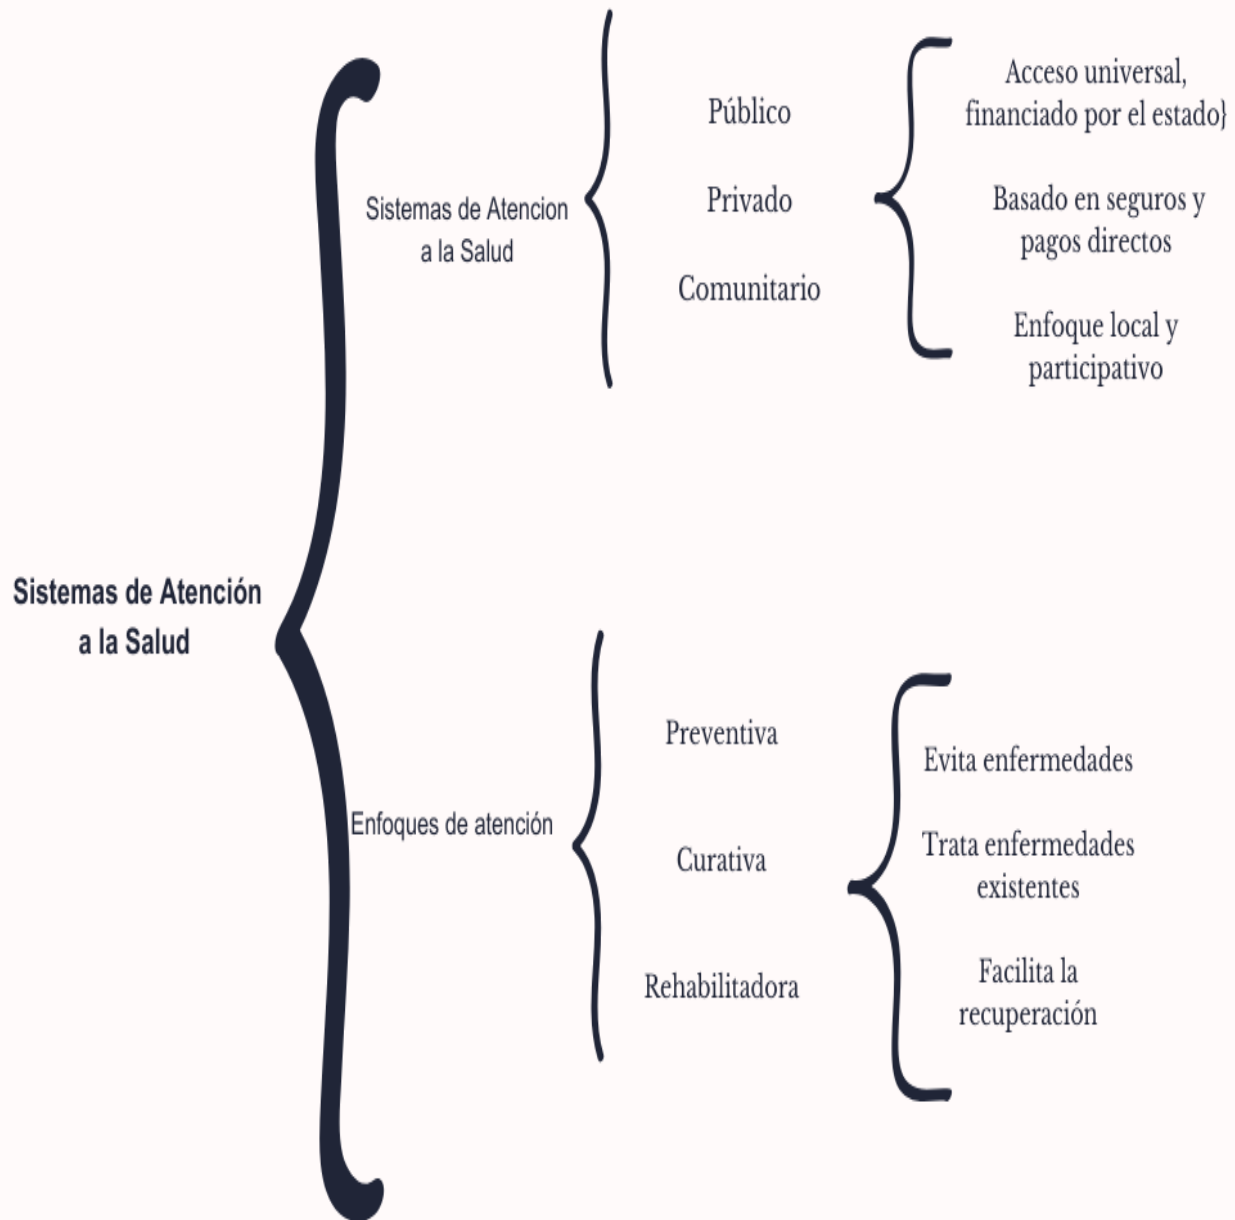 Sistemas de Atención
a la Salud
Sistemas de Atencion
a la Salud
Público
Privado
Comunitario
Acceso universal,
financiado por el estado}
Basado en seguros y
pagos directos
Enfoque local y
participativo
Enfoques de atención
Preventiva
Curativa
Rehabilitadora
Evita enfermedades
Trata enfermedades
existentes
Facilita la
recuperación